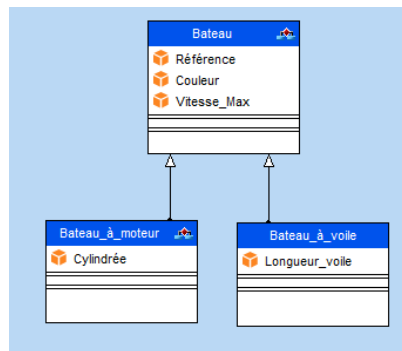 Bateau
Référence
Couleur
Vitesse_Max
Bateau_à_moteur
Cylindrée
Bateau_à_voile
Longueur_voile